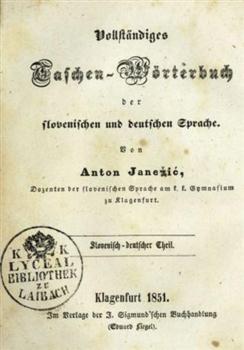 Vollständiges
Taschen-Wörterbuch
der
slovenischen und deutschen Sprache.
Von
Anton Janežič,
Dozenten der slovenischen Sprache am k. k. Gymnasium
zu Klagenfurt.
Slovenisch-deutscher Theil.
K K
LYCEAL
BIBLIOTHEK
ZU LAIBACH
Klagenfurt 1851.
Im Verlage der J. Sigmund'schen Buchhandlung
(Eduard Liegel).